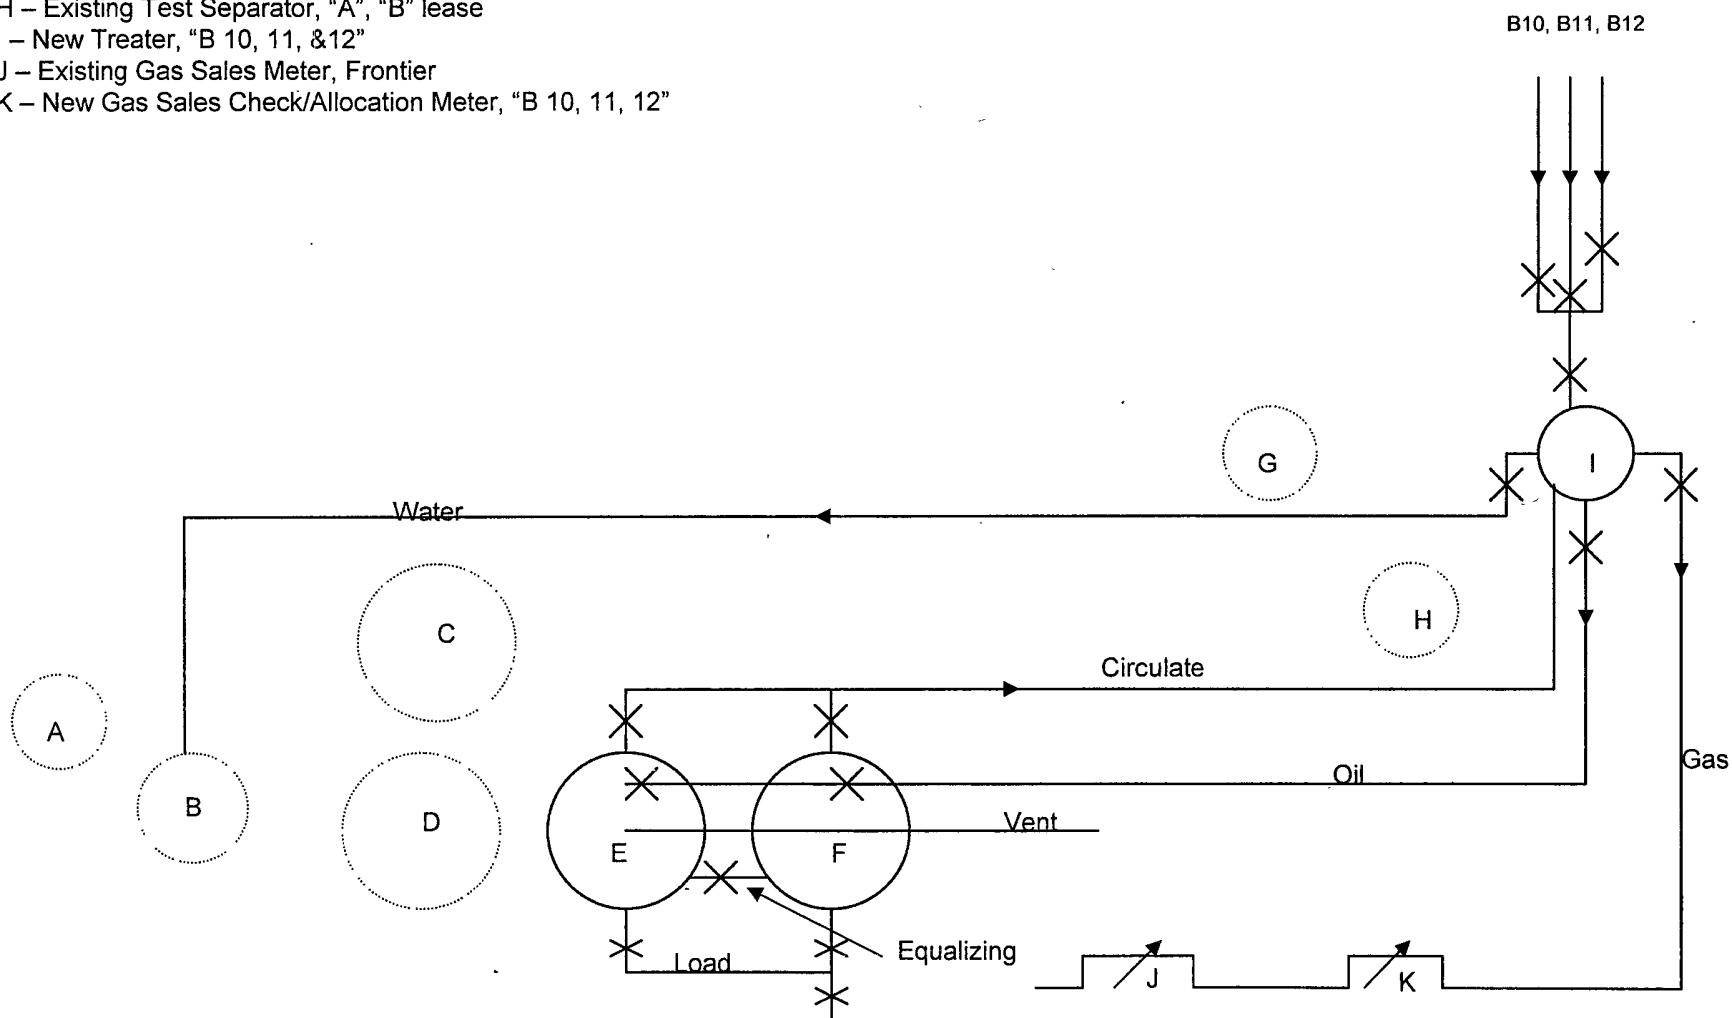 H – Existing Test Separator, “A”, “B” lease
– New Treater, “B 10, 11, &12”
J – Existing Gas Sales Meter, Frontier
K – New Gas Sales Check/Allocation Meter, “B 10, 11, 12”
B10, B11, B12
G
I
Water
C
H
Circulate
A
Gas
Oil
B
D
Vent
E
F
Equalizing
Load
J
K